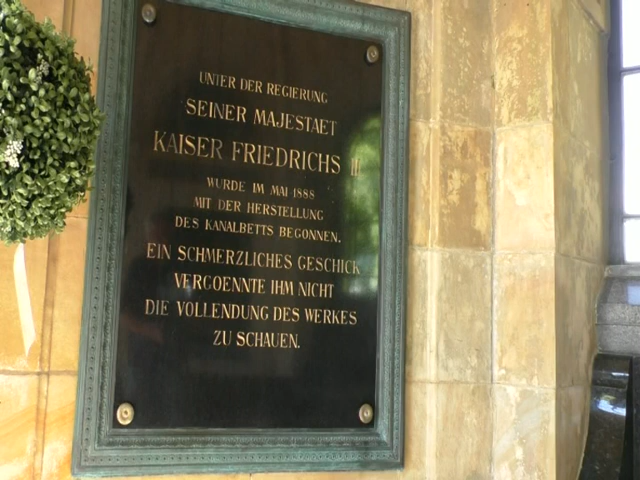 UNTER DER REGIERUNG
SEINER MAJESTAET
KAISER FRIEDRICHS III
WURDE IM MAI 1888
MIT DER HERSTELLUNG
DES KANALBETTS BEGONNEN.
EIN SCHMERZLICHES GESCHICK
VERGOENNTE IHM NICHT
DIE VOLLENDUNG DES WERKES
ZU SCHAUEN.